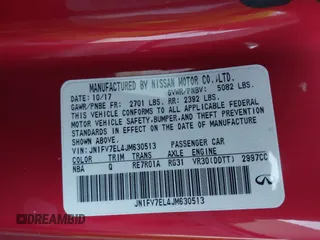 MANUFACTURED BY NISSAN MOTOR CO.,LTD.
DATE: 10/17 GVWR/PNBV: 5082 LBS.
GAWR/PNBE FR: 2701 LBS. RR: 2392 LBS.
THIS VEHICLE CONFORMS TO ALL APPLICABLE
FEDERAL MOTOR VEHICLE SAFETY,
BUMPER, AND THEFT PREVENTION
STANDARDS IN EFFECT ON THE DATE OF
MANUFACTURE SHOWN ABOVE.
V.I.N.: JN1FV7EL4JM630513 PASSENGER CAR
COLOR TRIM TRANS AXLE ENGINE
NBA Q RE7R01A RG31 VR30(DDTT) 2997CC
JN1FV7EL4JM630513
INFINITI
DREAMBID